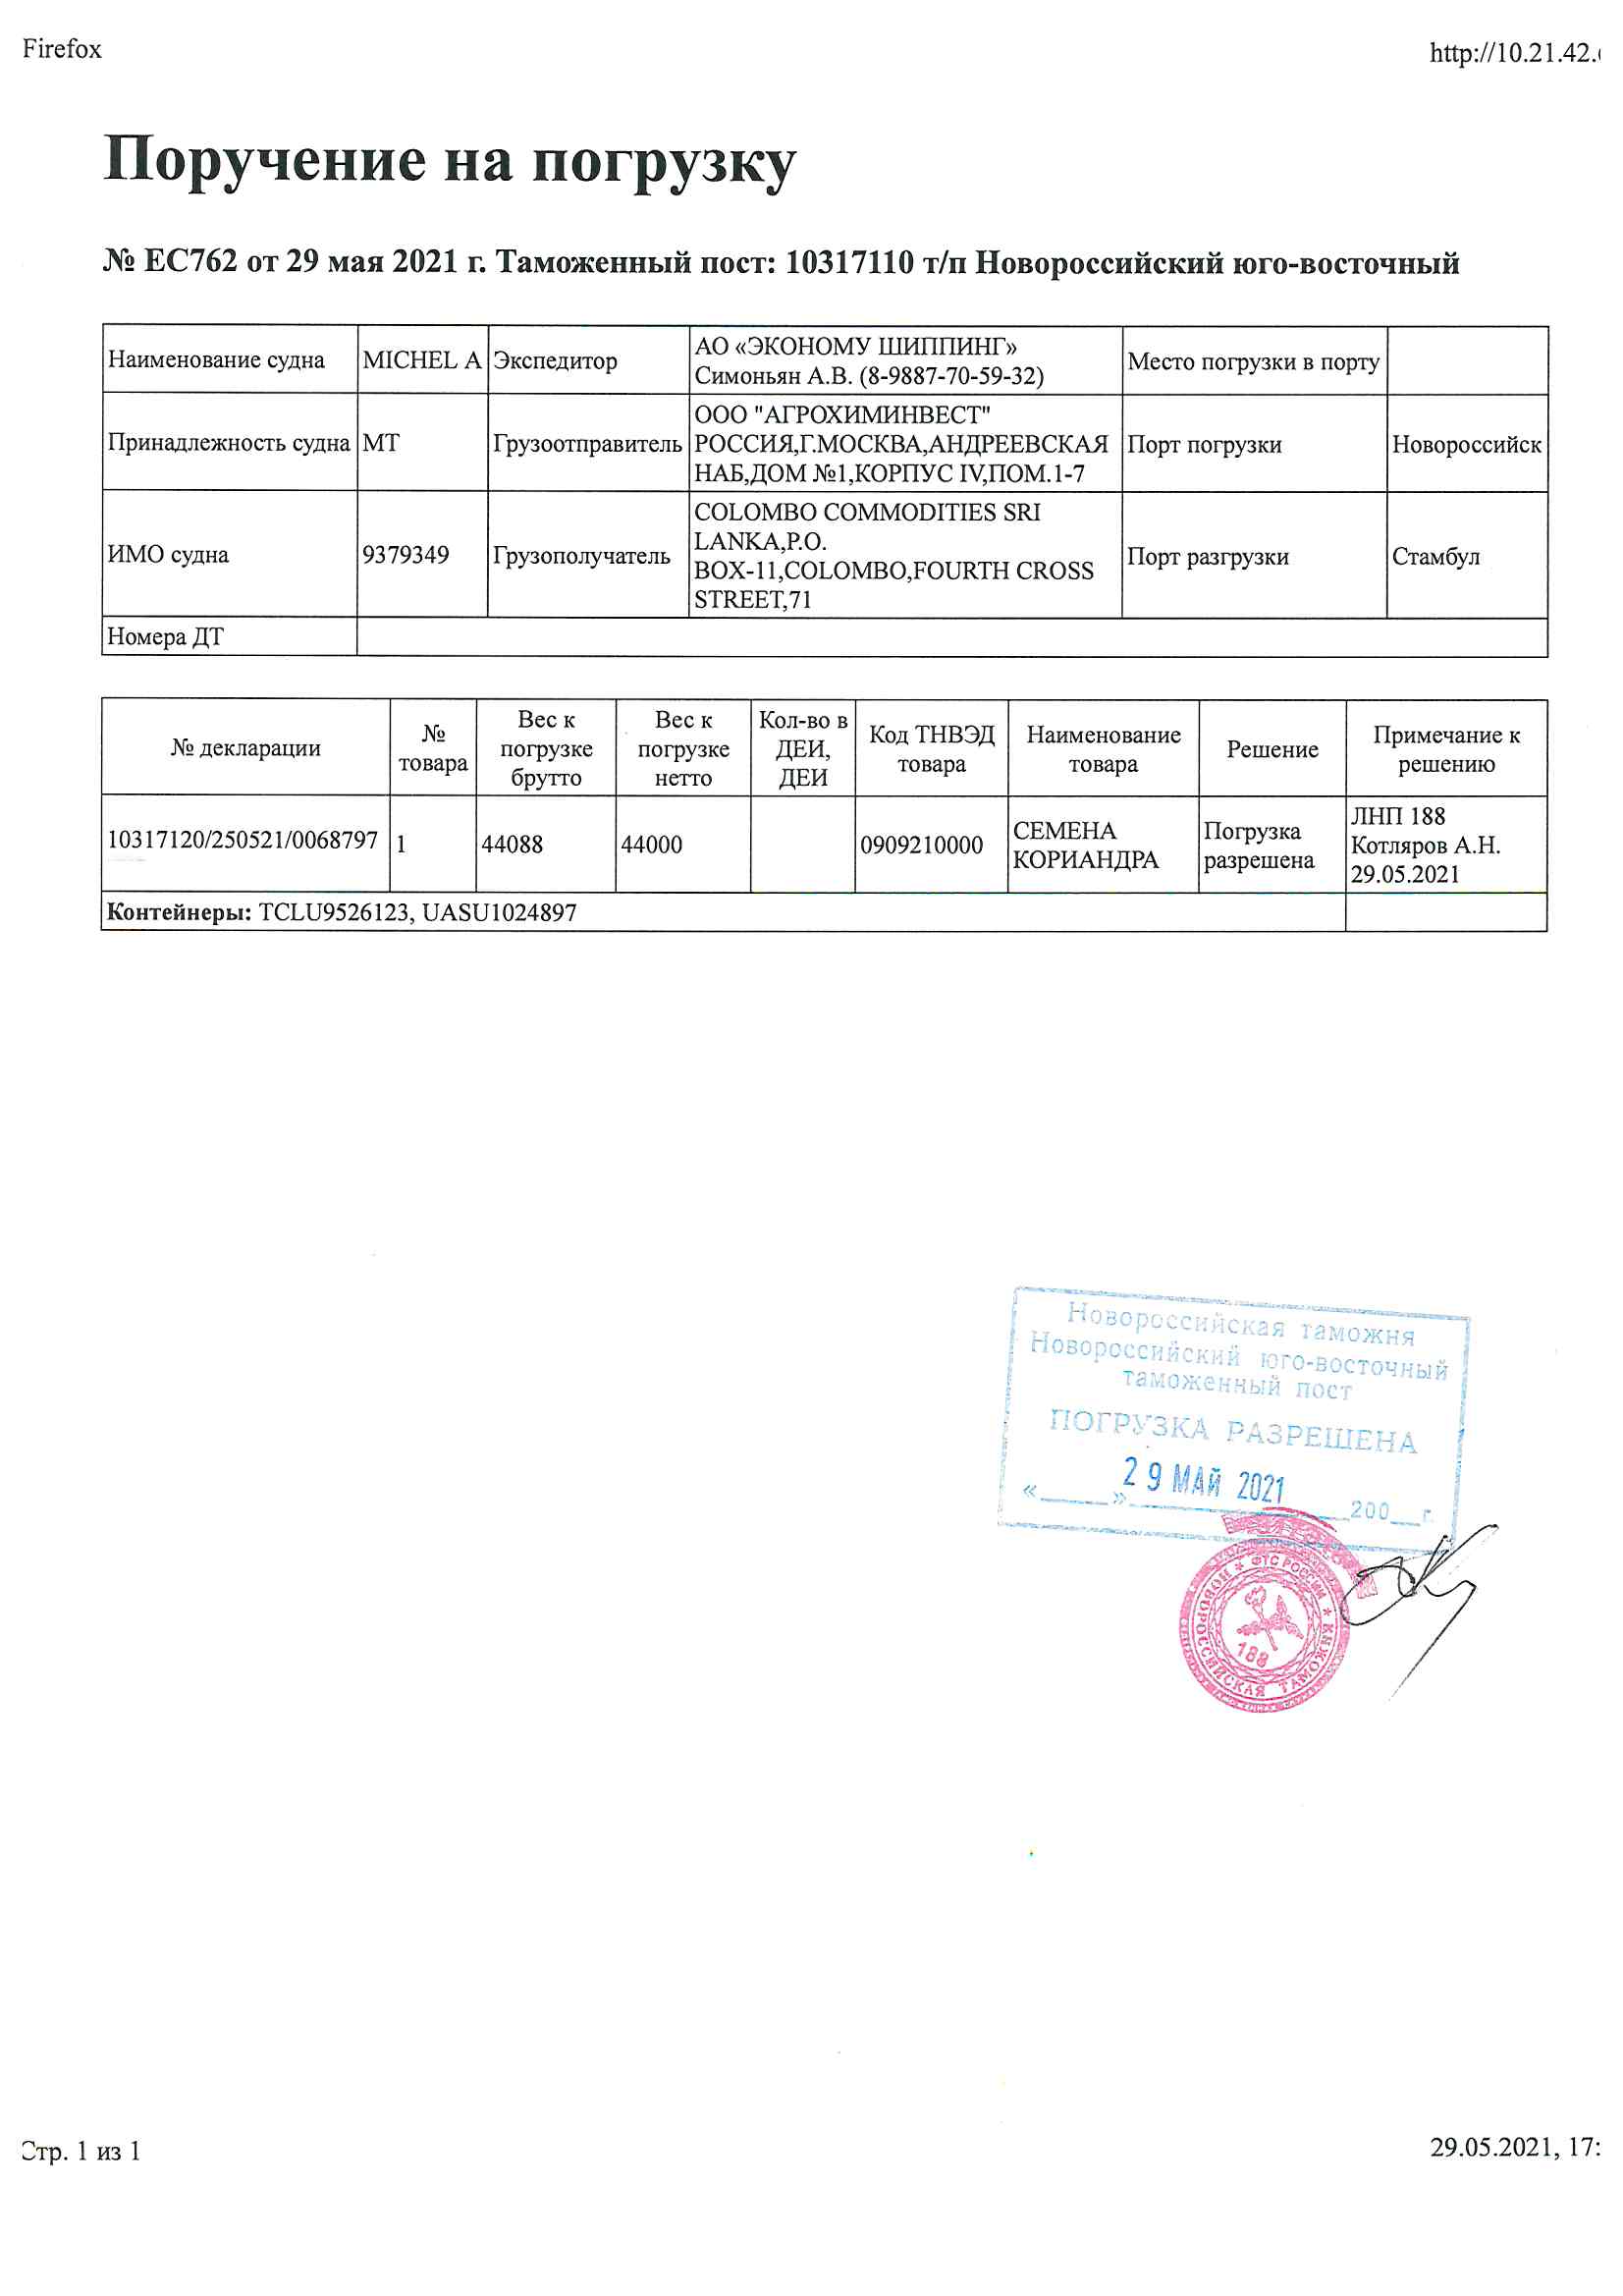 Firefox
http://10.21.42.
Поручение на погрузку
№ EC762 от 29 мая 2021 г. Таможенный пост: 10317110 т/п Новороссийский юго-восточный
Наименование судна MICHEL A Экспедитор АО «ЭКОНОМУ ШИППИНГ» Место погрузки в порту
Симоньян А.В. (8-9887-70-59-32)
Принадлежность судна MT Грузоотправитель ООО "АГРОХИМИНВЕСТ" Порт погрузки Новороссийск
РОССИЯ,Г.МОСКВА,АНДРЕЕВСКАЯ
НАБ,ДОМ №1,КОРПУС IV,ПОМ.1-7
ИМО судна 9379349 Грузополучатель COLOMBO COMMODITIES SRI Порт разгрузки Стамбул
LANKA,P.O.
BOX-11,COLOMBO,FOURTH CROSS
STREET,71
Номера ДТ
№ декларации
№
товара
Вес к
погрузке
брутто
Вес к
погрузке
нетто
Кол-во в
ДЕИ,
ДЕИ
Код ТНВЭД
товара
Наименование
товара
Решение
Примечание к
решению
10317120/250521/0068797
1
44088
44000
0909210000
СЕМЕНА
КОРИАНДРА
Погрузка
разрешена
ЛНП 188
Котляров А.Н.
29.05.2021
Контейнеры: TCLU9526123, UASU1024897
Новороссийская таможня
Новороссийский юго-восточный
таможенный пост
ПОГРУЗКА РАЗРЕШЕНА
29 МАЙ 2021
«_____»________________200__г.
* ФТС РОССИИ * НОВОРОССИЙСКАЯ ТАМОЖНЯ
188
Стр. 1 из 1
29.05.2021, 17: